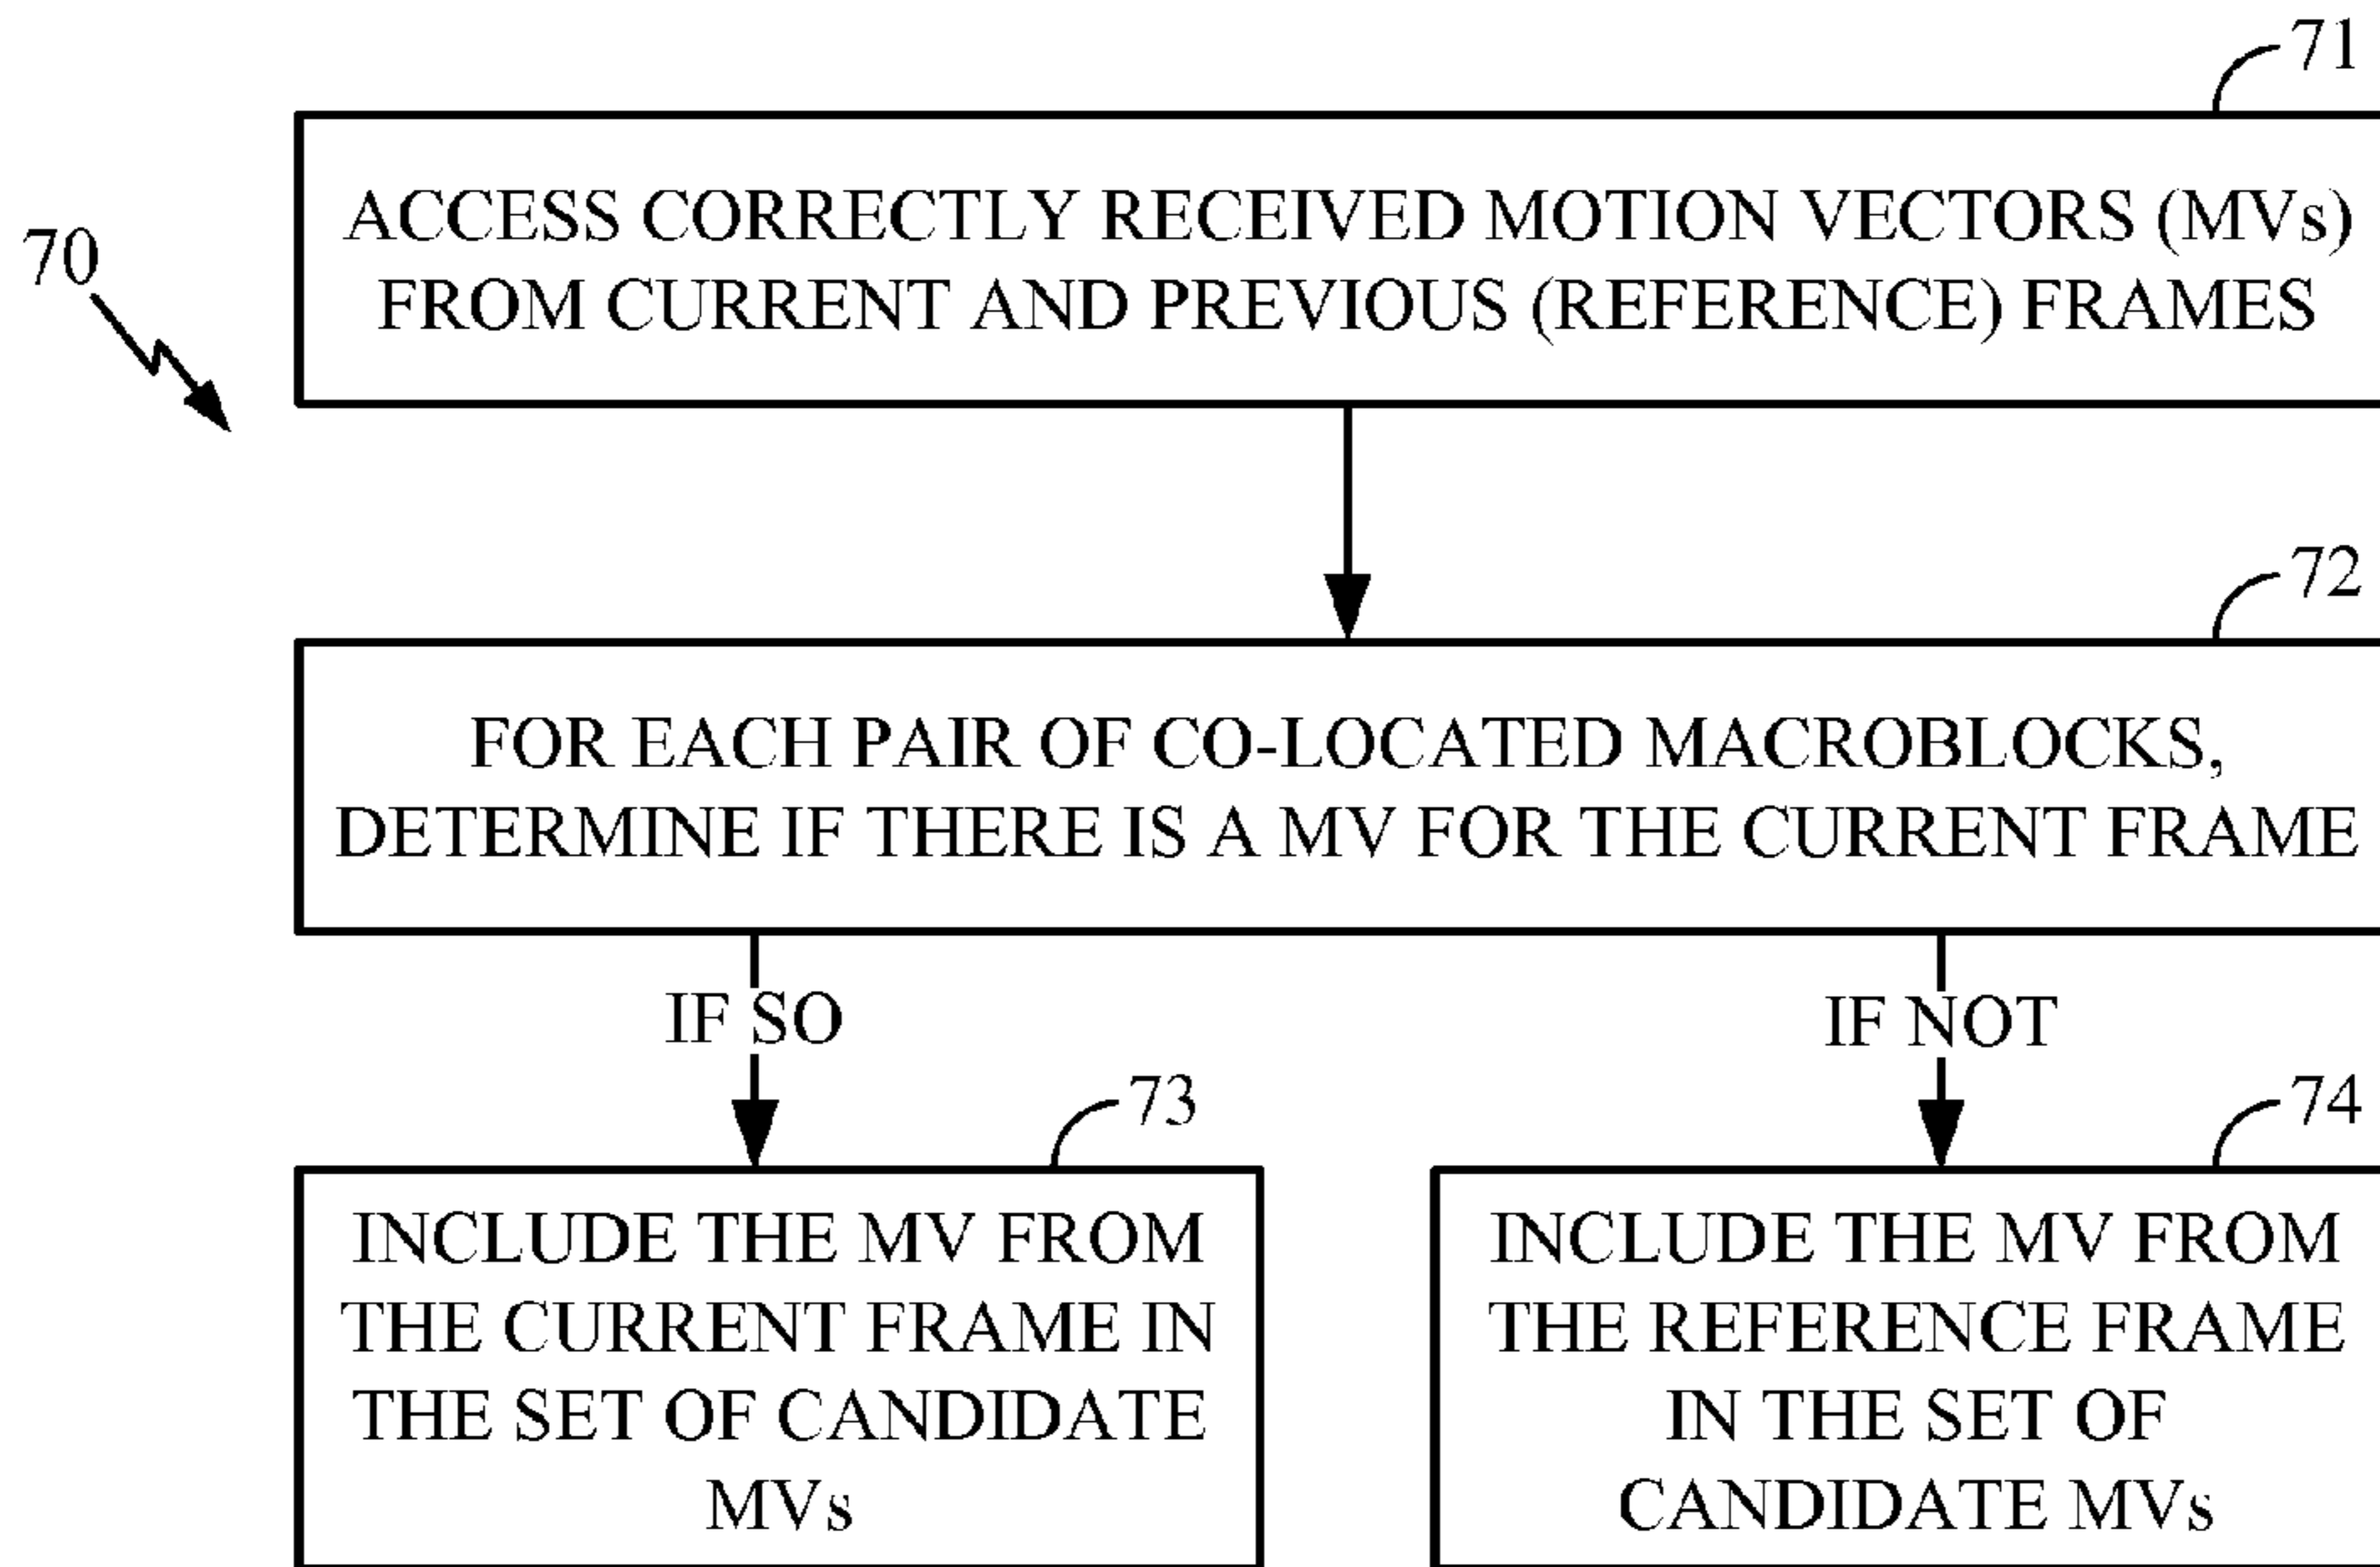 71
ACCESS CORRECTLY RECEIVED MOTION VECTORS (MVs)
FROM CURRENT AND PREVIOUS (REFERENCE) FRAMES
70
72
FOR EACH PAIR OF CO-LOCATED MACROBLOCKS,
DETERMINE IF THERE IS A MV FOR THE CURRENT FRAME
IF SO
IF NOT
73
INCLUDE THE MV FROM
THE CURRENT FRAME IN
THE SET OF CANDIDATE
MVs
74
INCLUDE THE MV FROM
THE REFERENCE FRAME
IN THE SET OF
CANDIDATE MVs